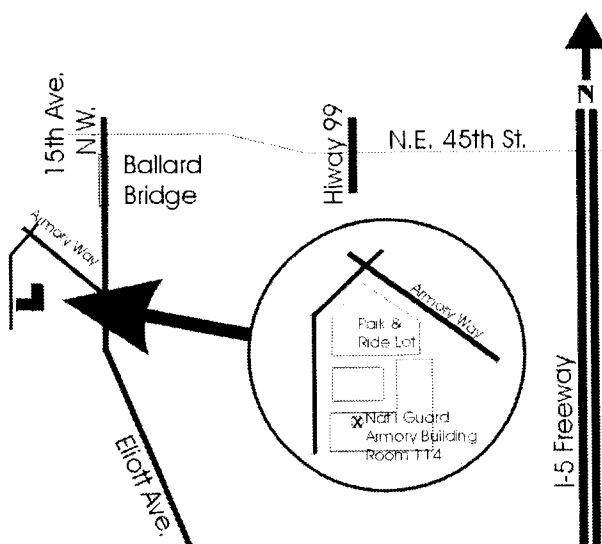 N
15th Ave.
N.W.
Hiway 99
N.E. 45th St.
Ballard
Bridge
Armory Way
Armory Way
Park &
Ride Lot
x Nat'l Guard
Armory Building
Room 114
I-5 Freeway
Eliott Ave.